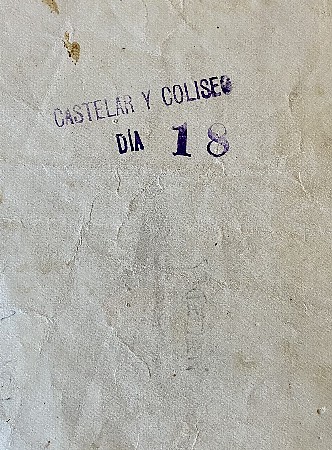 CASTELAR Y COLISEO
DÍA 18